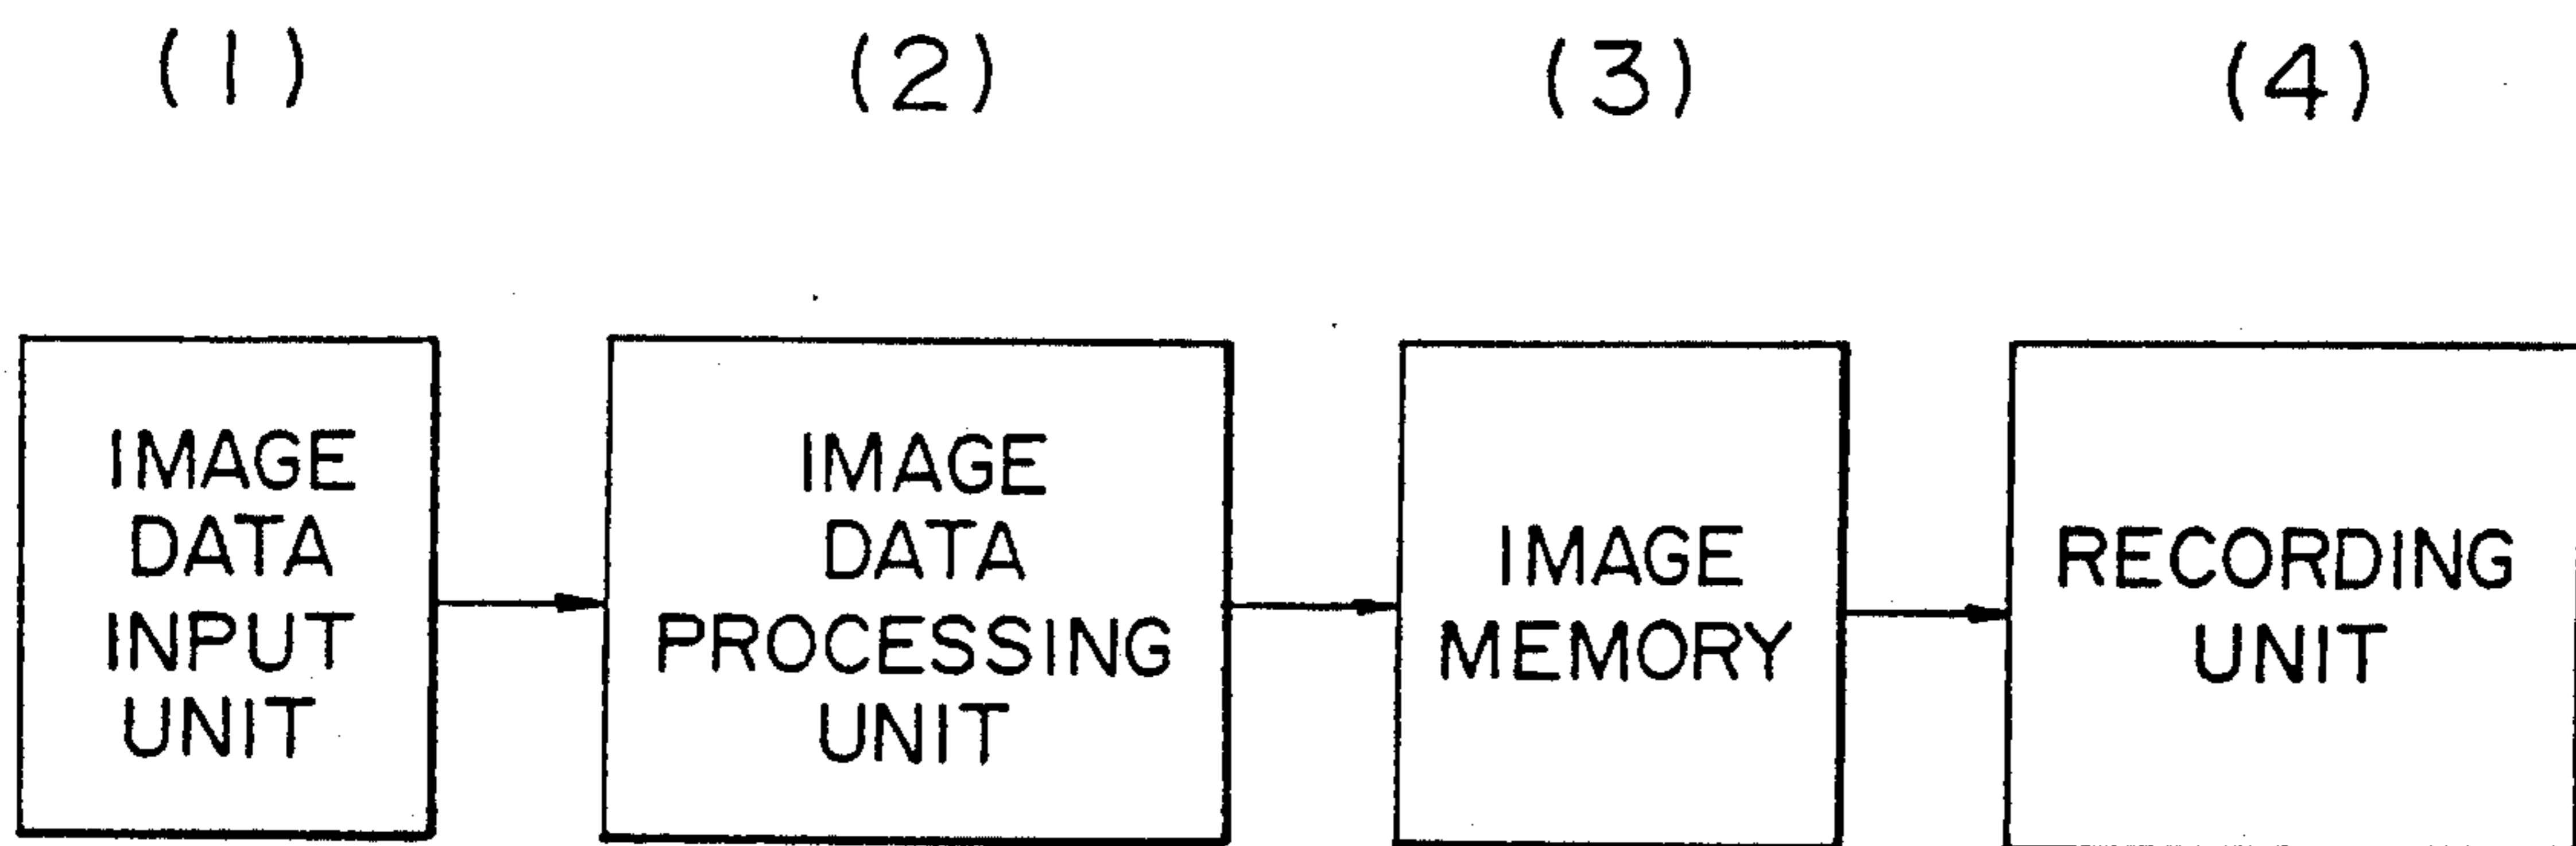 (1) (2) (3) (4)
IMAGE
DATA
INPUT
UNIT
IMAGE
DATA
PROCESSING
UNIT
IMAGE
MEMORY
RECORDING
UNIT